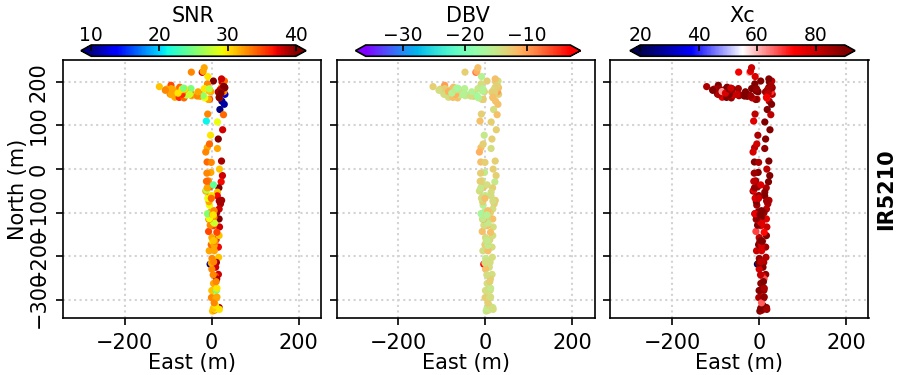 SNR DBV Xc
10 20 30 40 −30 −20 −10 20 40 60 80
200
100
0
−100
−200
−300
North (m)
IR5210
−200 0 200 −200 0 200 −200 0 200
East (m) East (m) East (m)